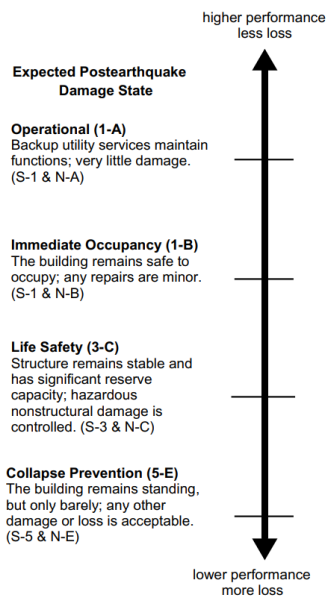 higher performance
less loss
Expected Postearthquake
Damage State
Operational (1-A)
Backup utility services maintain
functions; very little damage.
(S-1 & N-A)
Immediate Occupancy (1-B)
The building remains safe to
occupy; any repairs are minor.
(S-1 & N-B)
Life Safety (3-C)
Structure remains stable and
has significant reserve
capacity; hazardous
nonstructural damage is
controlled. (S-3 & N-C)
Collapse Prevention (5-E)
The building remains standing,
but only barely; any other
damage or loss is acceptable.
(S-5 & N-E)
lower performance
more loss